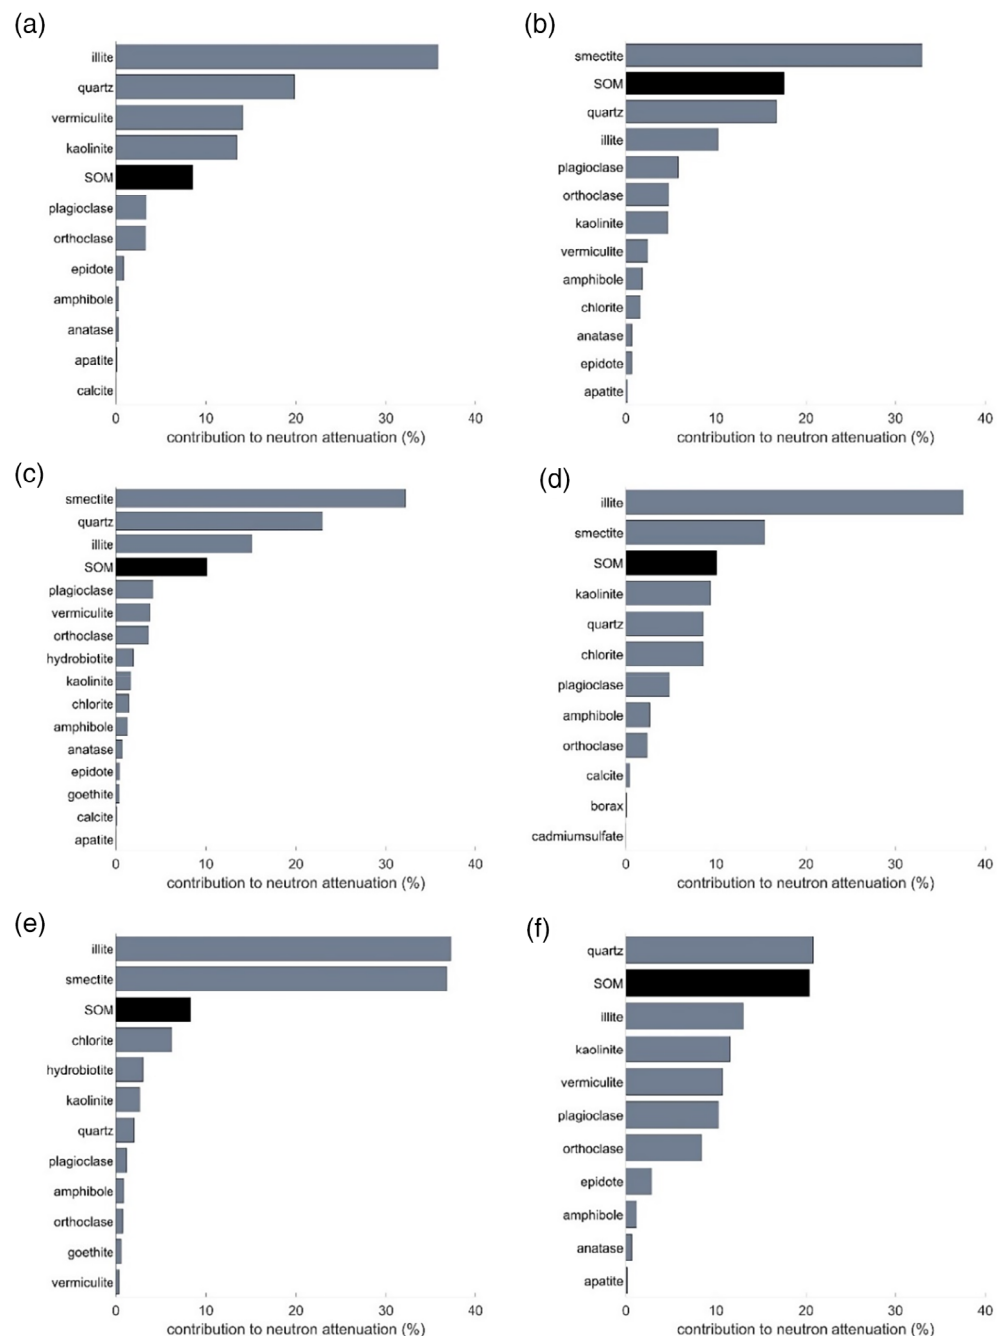 (a)
illite
quartz
vermiculite
kaolinite
SOM
plagioclase
orthoclase
epidote
amphibole
anatase
apatite
calcite
0 10 20 30 40
contribution to neutron attenuation (%)
(b)
smectite
SOM
quartz
illite
plagioclase
orthoclase
kaolinite
vermiculite
amphibole
chlorite
anatase
epidote
apatite
0 10 20 30 40
contribution to neutron attenuation (%)
(c)
smectite
quartz
illite
SOM
plagioclase
vermiculite
orthoclase
hydrobiotite
kaolinite
chlorite
amphibole
anatase
epidote
goethite
calcite
apatite
0 10 20 30 40
contribution to neutron attenuation (%)
(d)
illite
smectite
SOM
kaolinite
quartz
chlorite
plagioclase
amphibole
orthoclase
calcite
borax
cadmiumsulfate
0 10 20 30 40
contribution to neutron attenuation (%)
(e)
illite
smectite
SOM
chlorite
hydrobiotite
kaolinite
quartz
plagioclase
amphibole
orthoclase
goethite
vermiculite
0 10 20 30 40
contribution to neutron attenuation (%)
(f)
quartz
SOM
illite
kaolinite
vermiculite
plagioclase
orthoclase
epidote
amphibole
anatase
apatite
0 10 20 30 40
contribution to neutron attenuation (%)